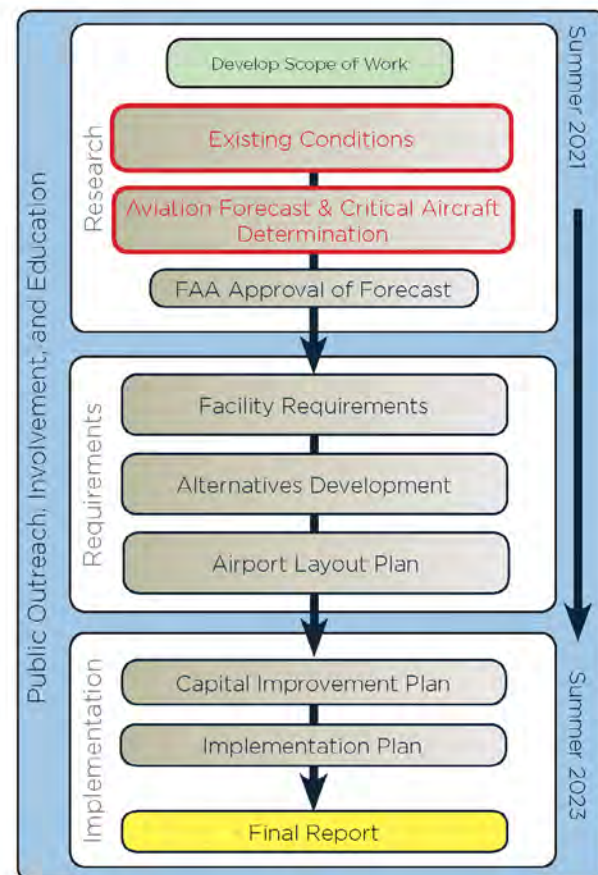 Public Outreach, Involvement, and Education
Summer 2021
Research
Develop Scope of Work
Existing Conditions
Aviation Forecast & Critical Aircraft
Determination
FAA Approval of Forecast
Requirements
Facility Requirements
Alternatives Development
Airport Layout Plan
Implementation
Capital Improvement Plan
Implementation Plan
Final Report
Summer 2023